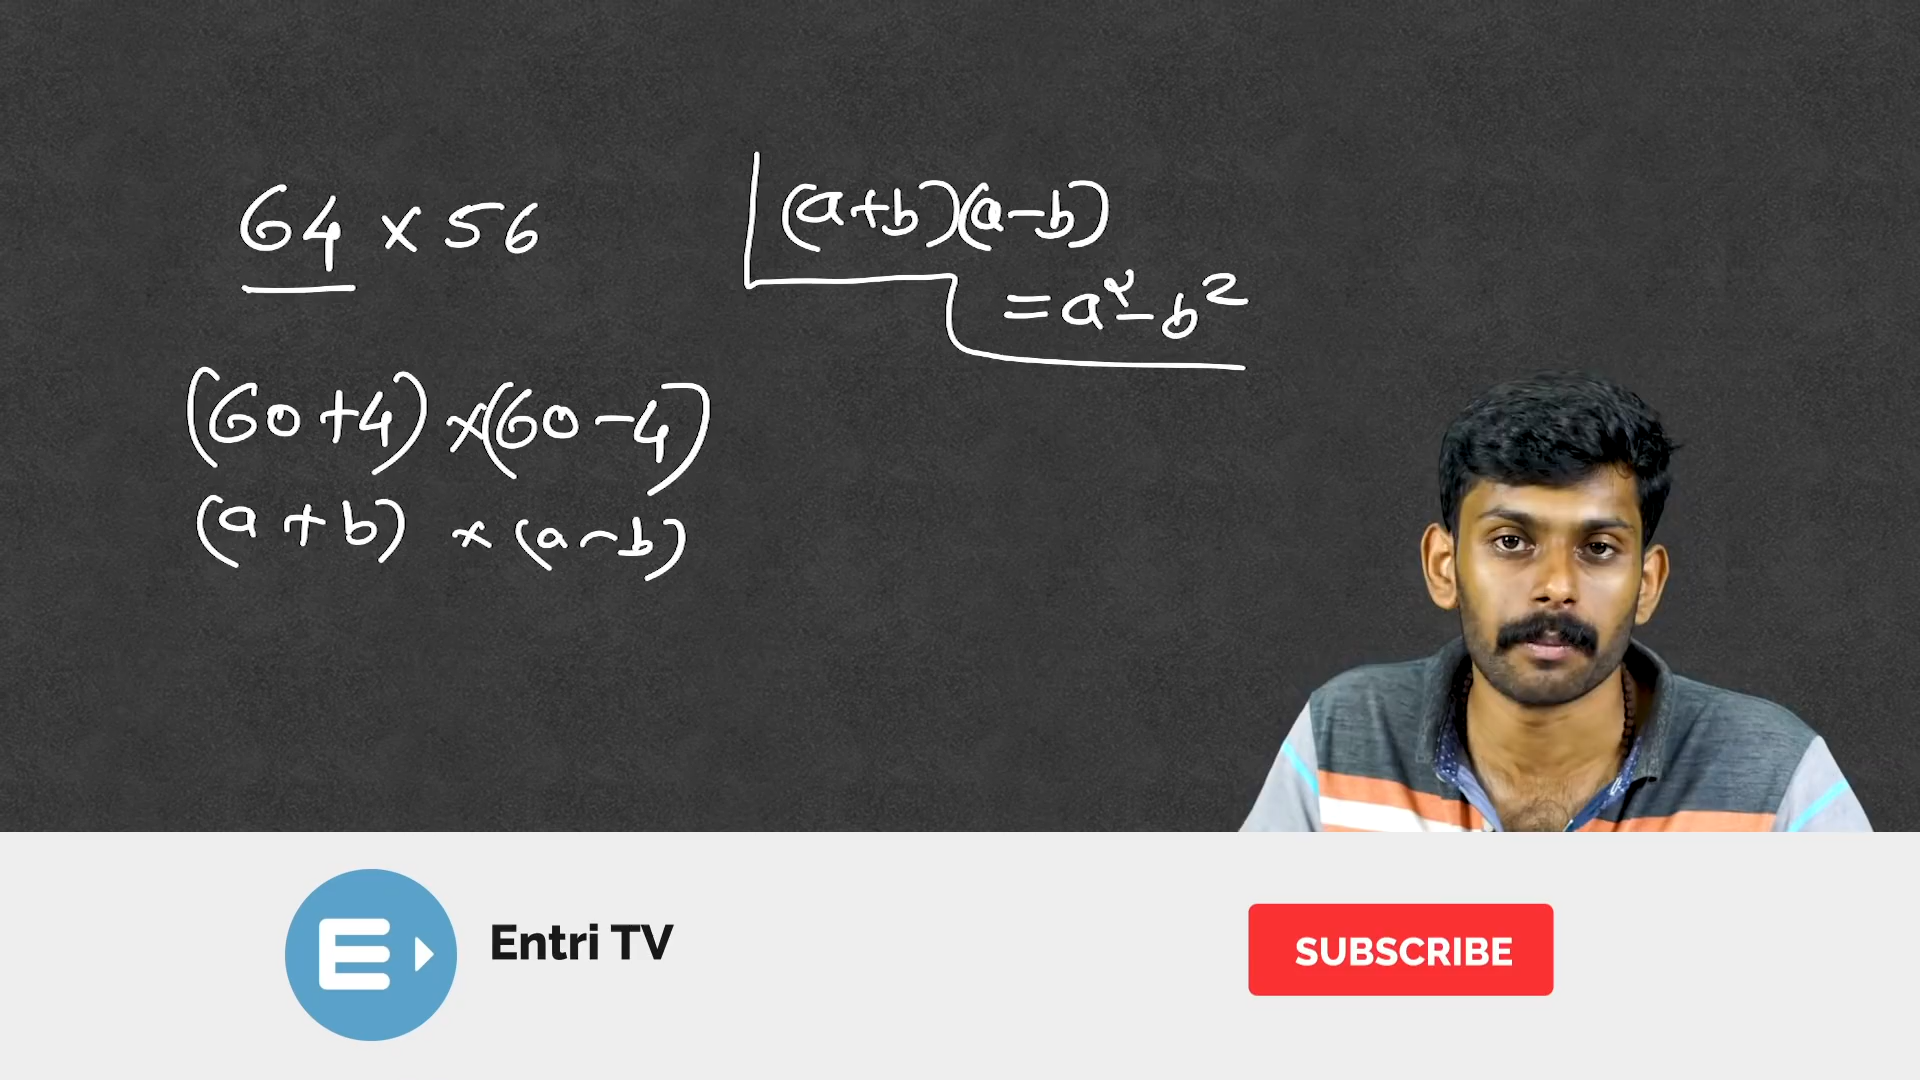 64 × 56
(a+b)(a-b)
= a² - b²
(60+4) × (60-4)
(a + b) × (a - b)
Entri TV
SUBSCRIBE